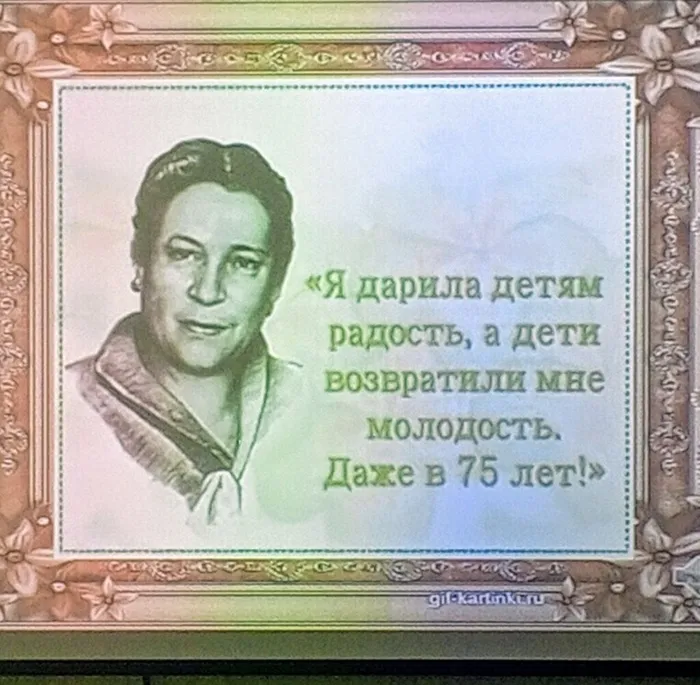 «Я дарила детям
радость, а дети
возвратили мне
молодость.
Даже в 75 лет!»
gif-kartinki.ru